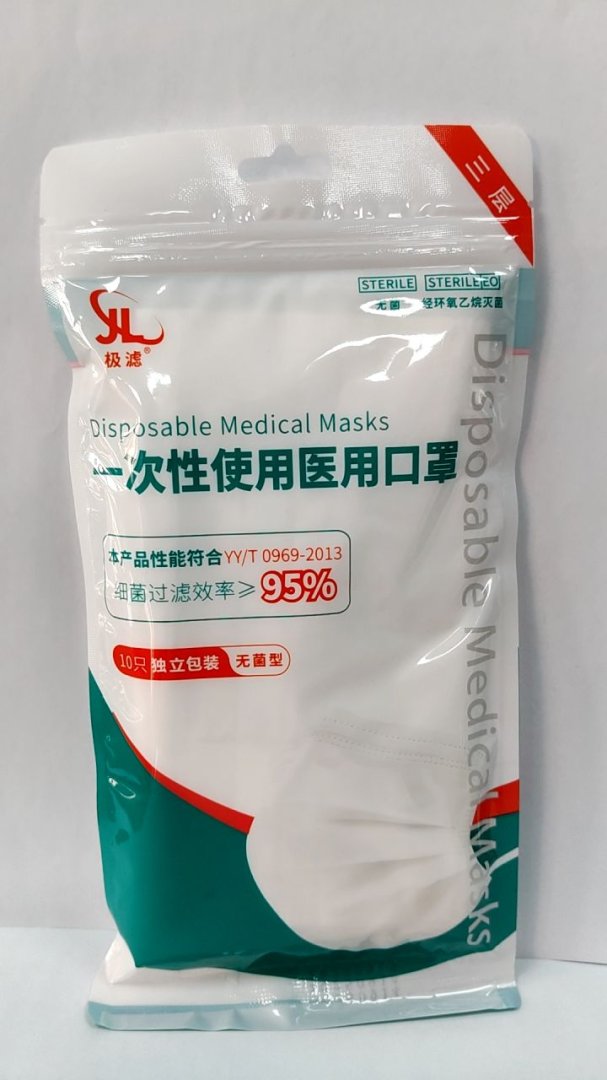 三层
STERILE STERILE EO
无菌 经环氧乙烷灭菌
JL
极滤®
Disposable Medical Masks
一次性使用医用口罩
本产品性能符合YY/T 0969-2013
细菌过滤效率≥95%
10只 独立包装 无菌型
Disposable Medical Masks